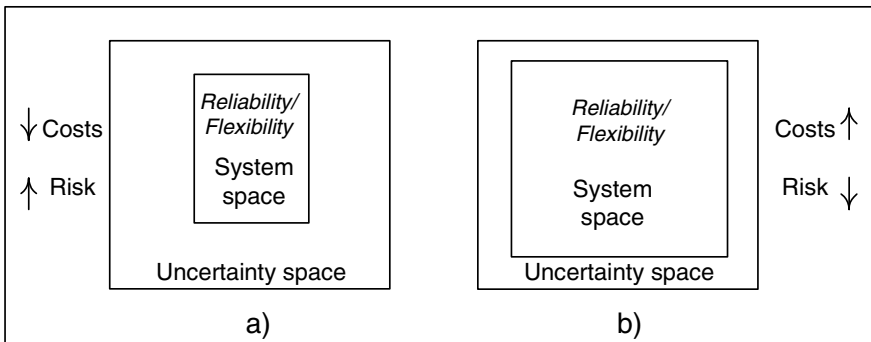 Costs
Risk
Reliability/
Flexibility
System
space
Uncertainty space
a)
Reliability/
Flexibility
System
space
Uncertainty space
b)
Costs
Risk